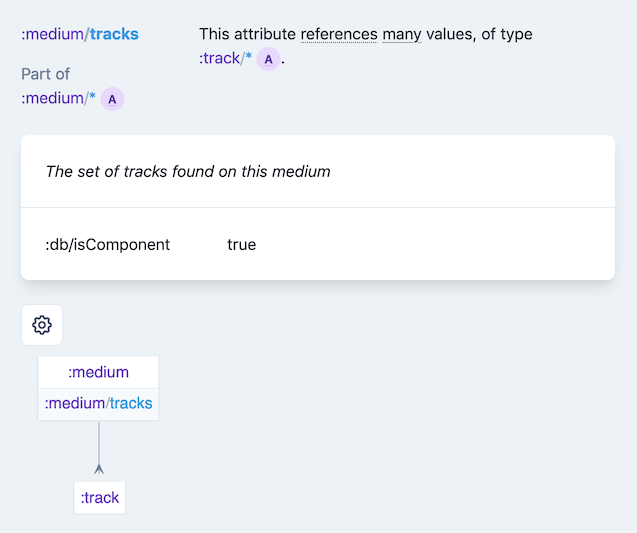 :medium/tracks
This attribute references many values, of type
:track/* A .
Part of
:medium/* A
The set of tracks found on this medium
:db/isComponent true
:medium
:medium/tracks
:track